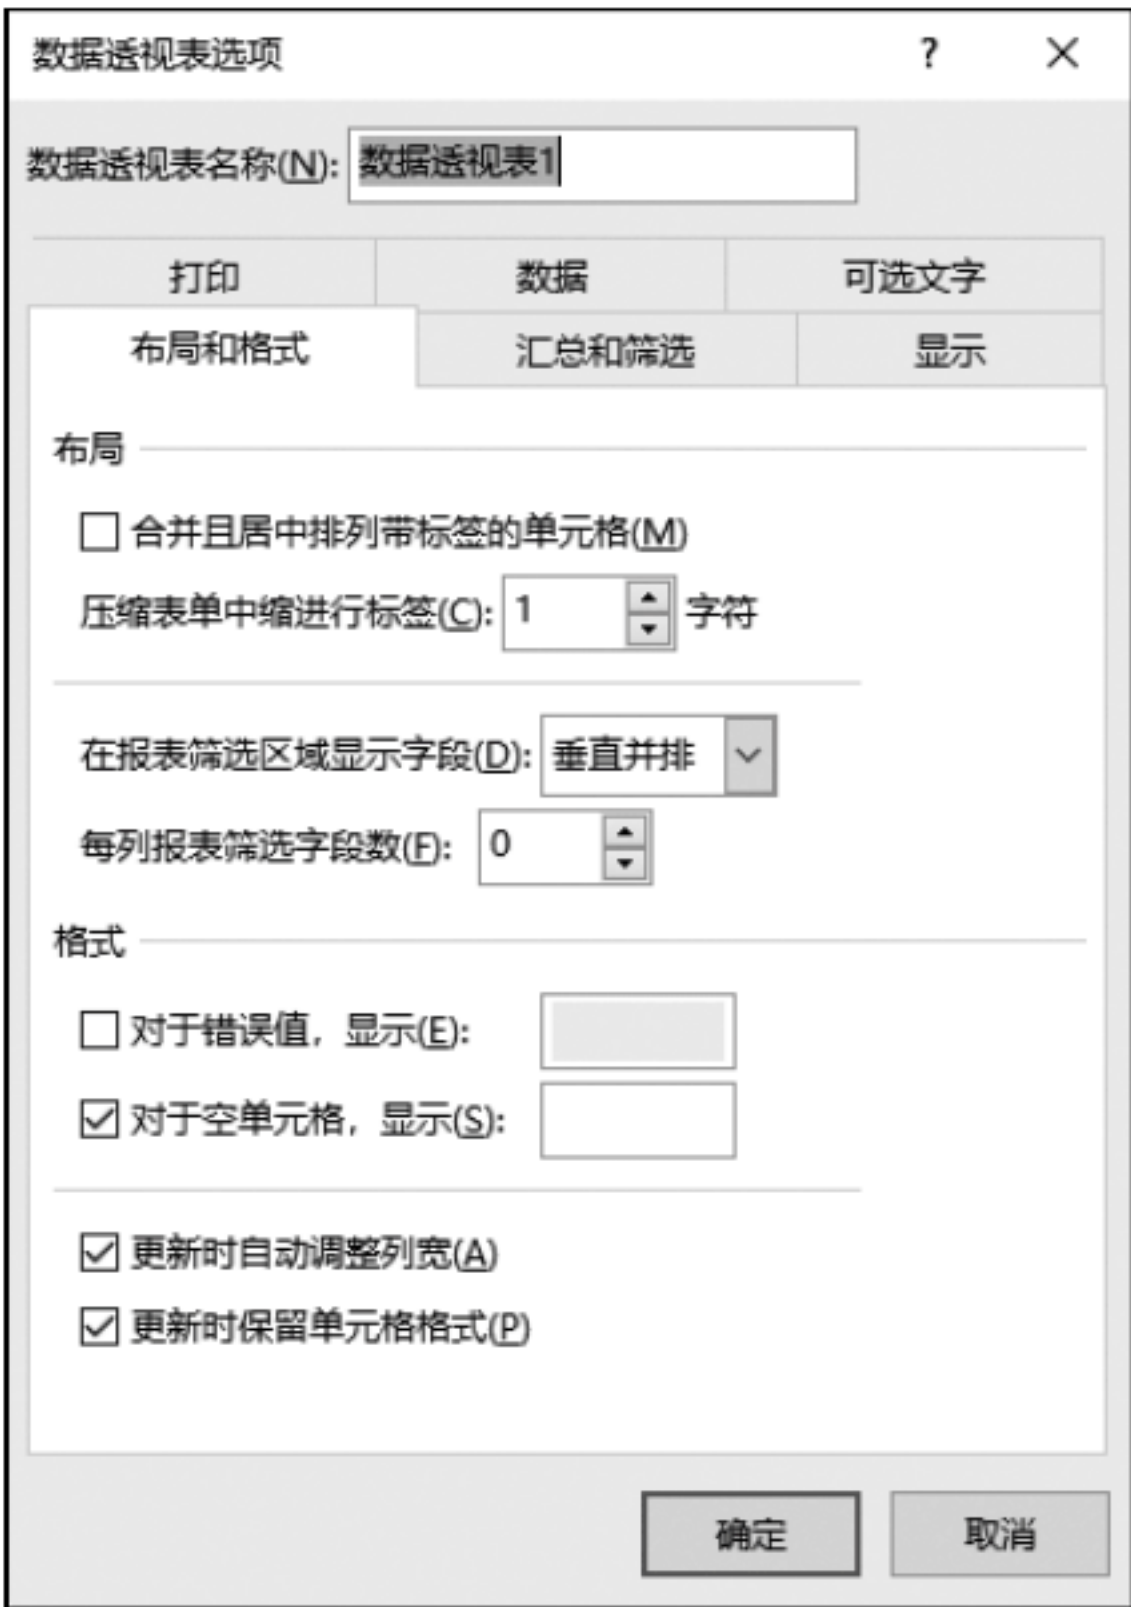 数据透视表选项 ?
数据透视表名称(N): 数据透视表1
打印 数据 可选文字
布局和格式 汇总和筛选 显示
布局
合并且居中排列带标签的单元格(M)
压缩表单中缩进行标签(C): 1 字符
在报表筛选区域显示字段(D): 垂直并排
每列报表筛选字段数(F): 0
格式
对于错误值，显示(E):
对于空单元格，显示(S):
更新时自动调整列宽(A)
更新时保留单元格格式(P)
确定 取消